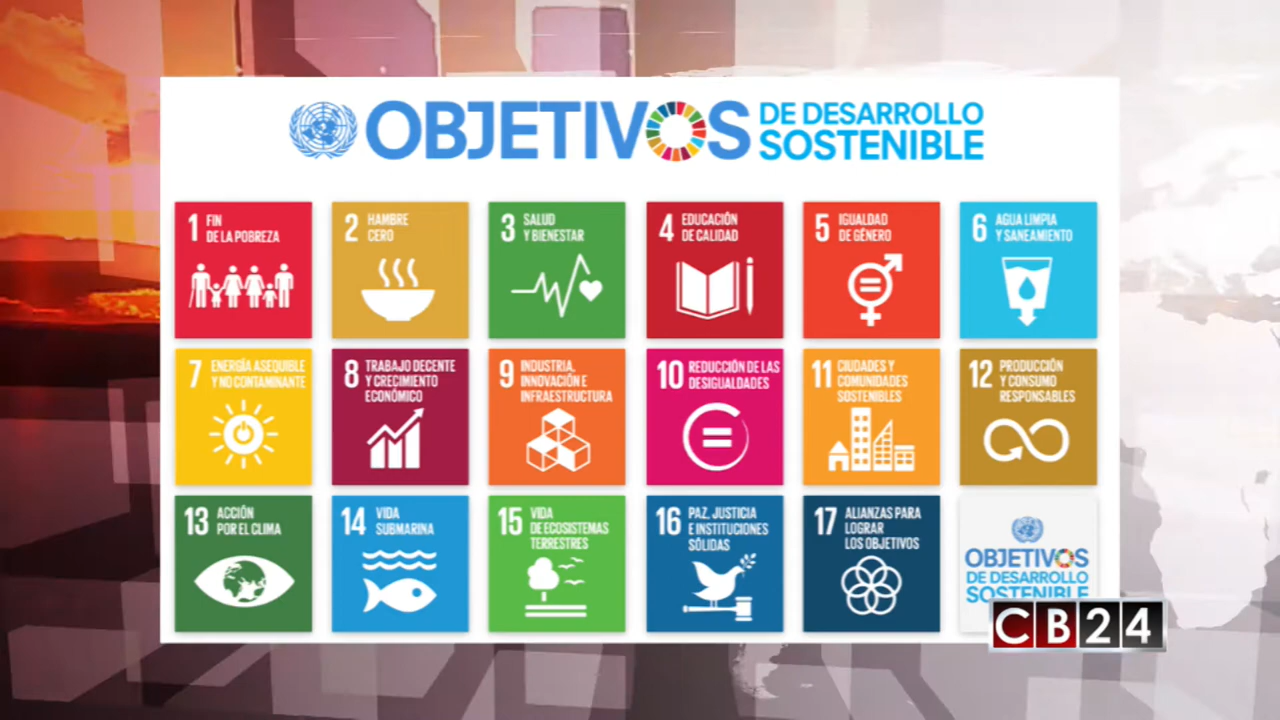 OBJETIVOS
DE DESARROLLO
SOSTENIBLE
1 FIN
DE LA POBREZA
2 HAMBRE
CERO
3 SALUD
Y BIENESTAR
4 EDUCACIÓN
DE CALIDAD
5 IGUALDAD
DE GÉNERO
6 AGUA LIMPIA
Y SANEAMIENTO
7 ENERGÍA ASEQUIBLE
Y NO CONTAMINANTE
8 TRABAJO DECENTE
Y CRECIMIENTO
ECONÓMICO
9 INDUSTRIA,
INNOVACIÓN E
INFRAESTRUCTURA
10 REDUCCIÓN DE LAS
DESIGUALDADES
11 CIUDADES Y
COMUNIDADES
SOSTENIBLES
12 PRODUCCIÓN
Y CONSUMO
RESPONSABLES
13 ACCIÓN
POR EL CLIMA
14 VIDA
SUBMARINA
15 VIDA
DE ECOSISTEMAS
TERRESTRES
16 PAZ, JUSTICIA
E INSTITUCIONES
SÓLIDAS
17 ALIANZAS PARA
LOGRAR
LOS OBJETIVOS
OBJETIVOS
DE DESARROLLO
SOSTENIBLE
CB24